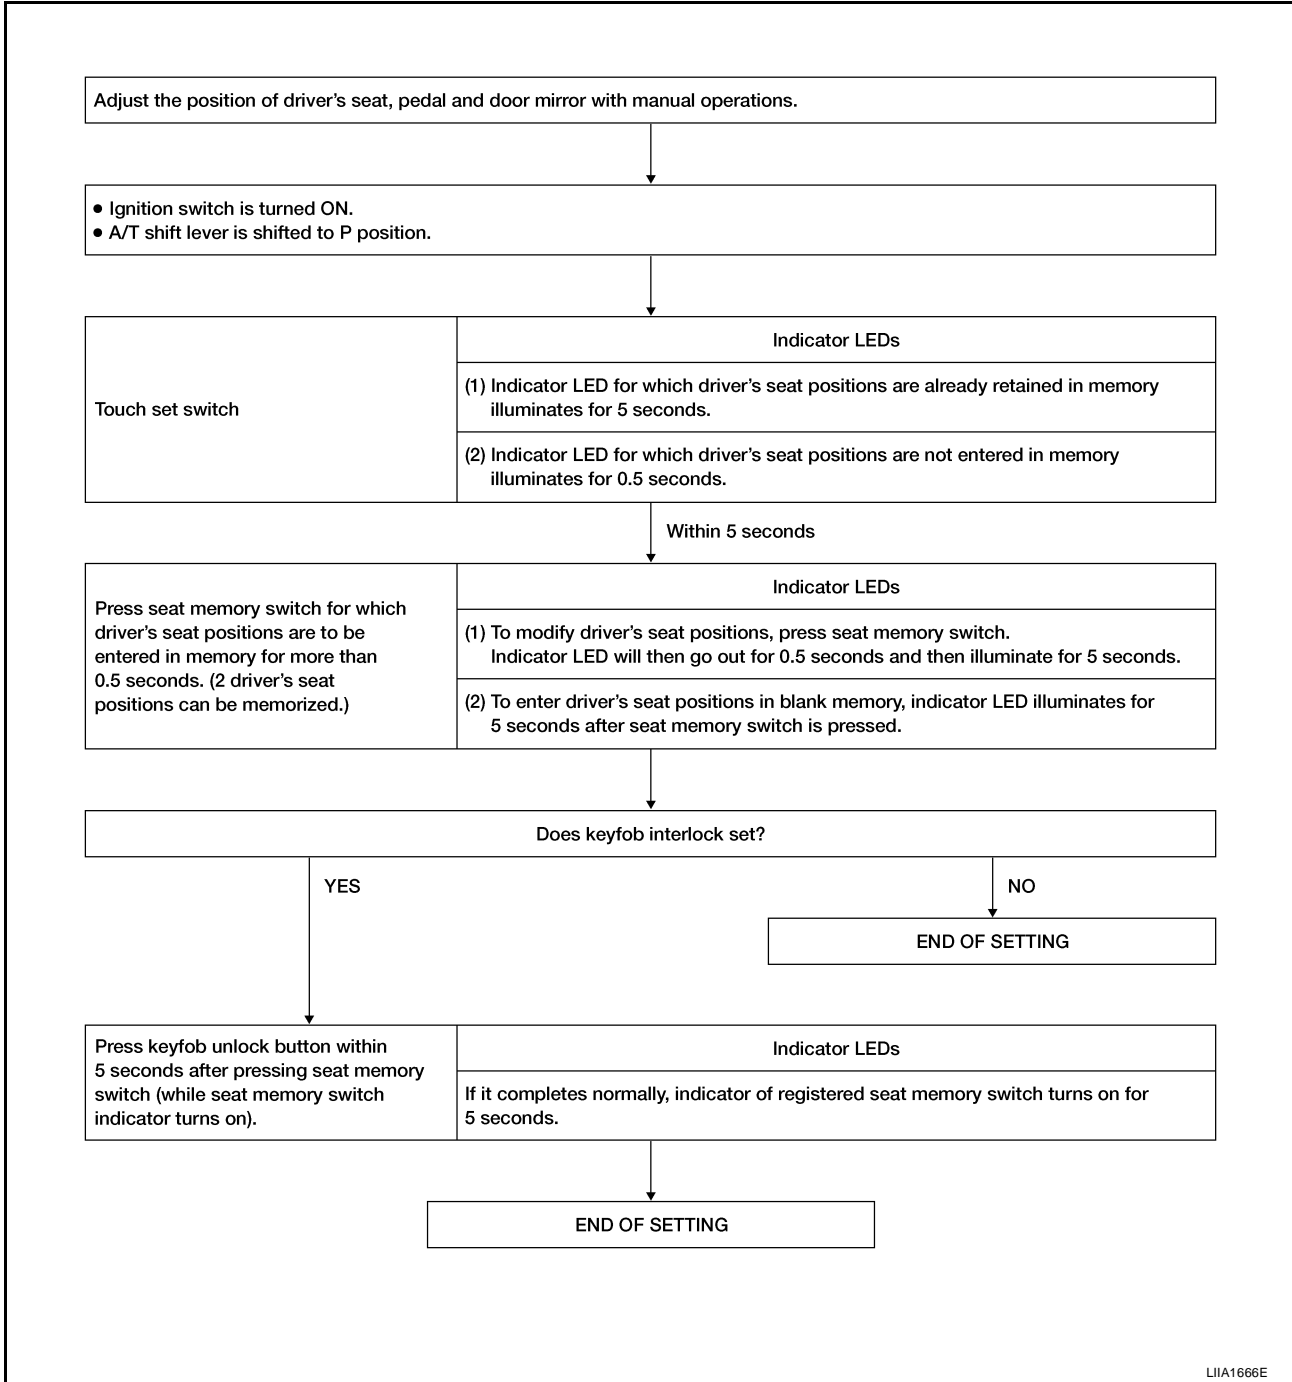 Adjust the position of driver’s seat, pedal and door mirror with manual operations.
● Ignition switch is turned ON.
● A/T shift lever is shifted to P position.
Touch set switch
Indicator LEDs
(1) Indicator LED for which driver’s seat positions are already retained in memory
illuminates for 5 seconds.
(2) Indicator LED for which driver’s seat positions are not entered in memory
illuminates for 0.5 seconds.
Within 5 seconds
Press seat memory switch for which
driver’s seat positions are to be
entered in memory for more than
0.5 seconds. (2 driver’s seat
positions can be memorized.)
Indicator LEDs
(1) To modify driver’s seat positions, press seat memory switch.
Indicator LED will then go out for 0.5 seconds and then illuminate for 5 seconds.
(2) To enter driver’s seat positions in blank memory, indicator LED illuminates for
5 seconds after seat memory switch is pressed.
Does keyfob interlock set?
YES
NO
END OF SETTING
Press keyfob unlock button within
5 seconds after pressing seat memory
switch (while seat memory switch
indicator turns on).
Indicator LEDs
If it completes normally, indicator of registered seat memory switch turns on for
5 seconds.
END OF SETTING
LIIA1666E